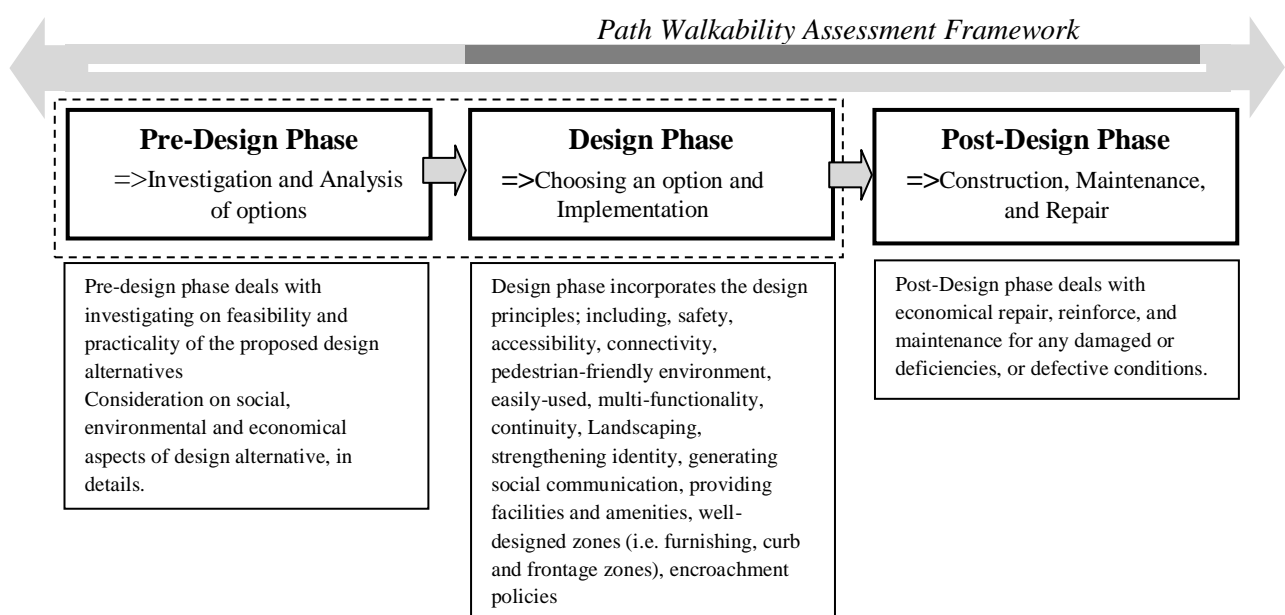 Path Walkability Assessment Framework
Pre-Design Phase
=>Investigation and Analysis
of options
Design Phase
=>Choosing an option and
Implementation
Post-Design Phase
=>Construction, Maintenance,
and Repair
Pre-design phase deals with
investigating on feasibility and
practicality of the proposed design
alternatives
Consideration on social,
environmental and economical
aspects of design alternative, in
details.
Design phase incorporates the design
principles; including, safety,
accessibility, connectivity,
pedestrian-friendly environment,
easily-used, multi-functionality,
continuity, Landscaping,
strengthening identity, generating
social communication, providing
facilities and amenities, well-
designed zones (i.e. furnishing, curb
and frontage zones), encroachment
policies
Post-Design phase deals with
economical repair, reinforce, and
maintenance for any damaged or
deficiencies, or defective conditions.